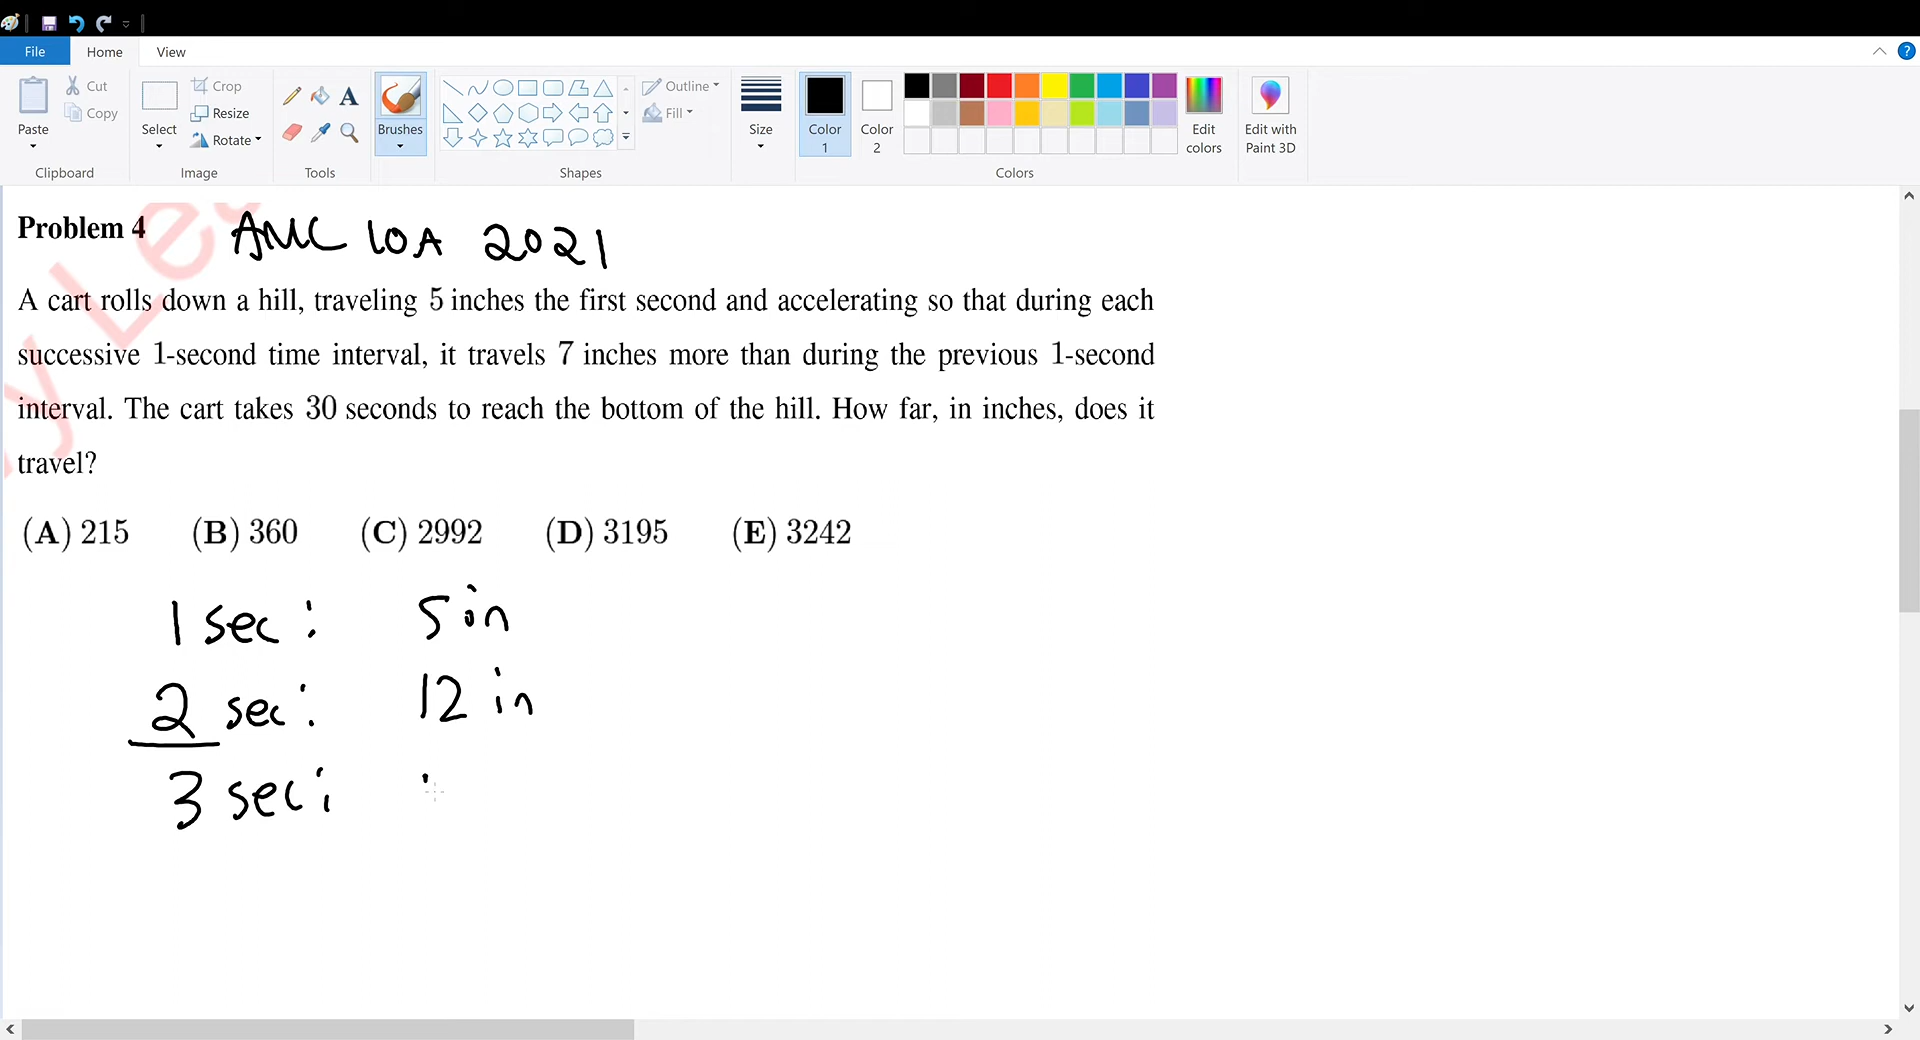 File Home View
Paste
Cut
Copy
Clipboard
Select
Crop
Resize
Rotate
Image
A
Tools
Brushes
Outline
Fill
Shapes
Size
Color 1
Color 2
Edit colors
Colors
Edit with Paint 3D
?
Problem 4 AMC 10A 2021
A cart rolls down a hill, traveling 5 inches the first second and accelerating so that during each
successive 1-second time interval, it travels 7 inches more than during the previous 1-second
interval. The cart takes 30 seconds to reach the bottom of the hill. How far, in inches, does it
travel?
(A) 215 (B) 360 (C) 2992 (D) 3195 (E) 3242
1 sec: 5 in
2 sec: 12 in
3 sec: